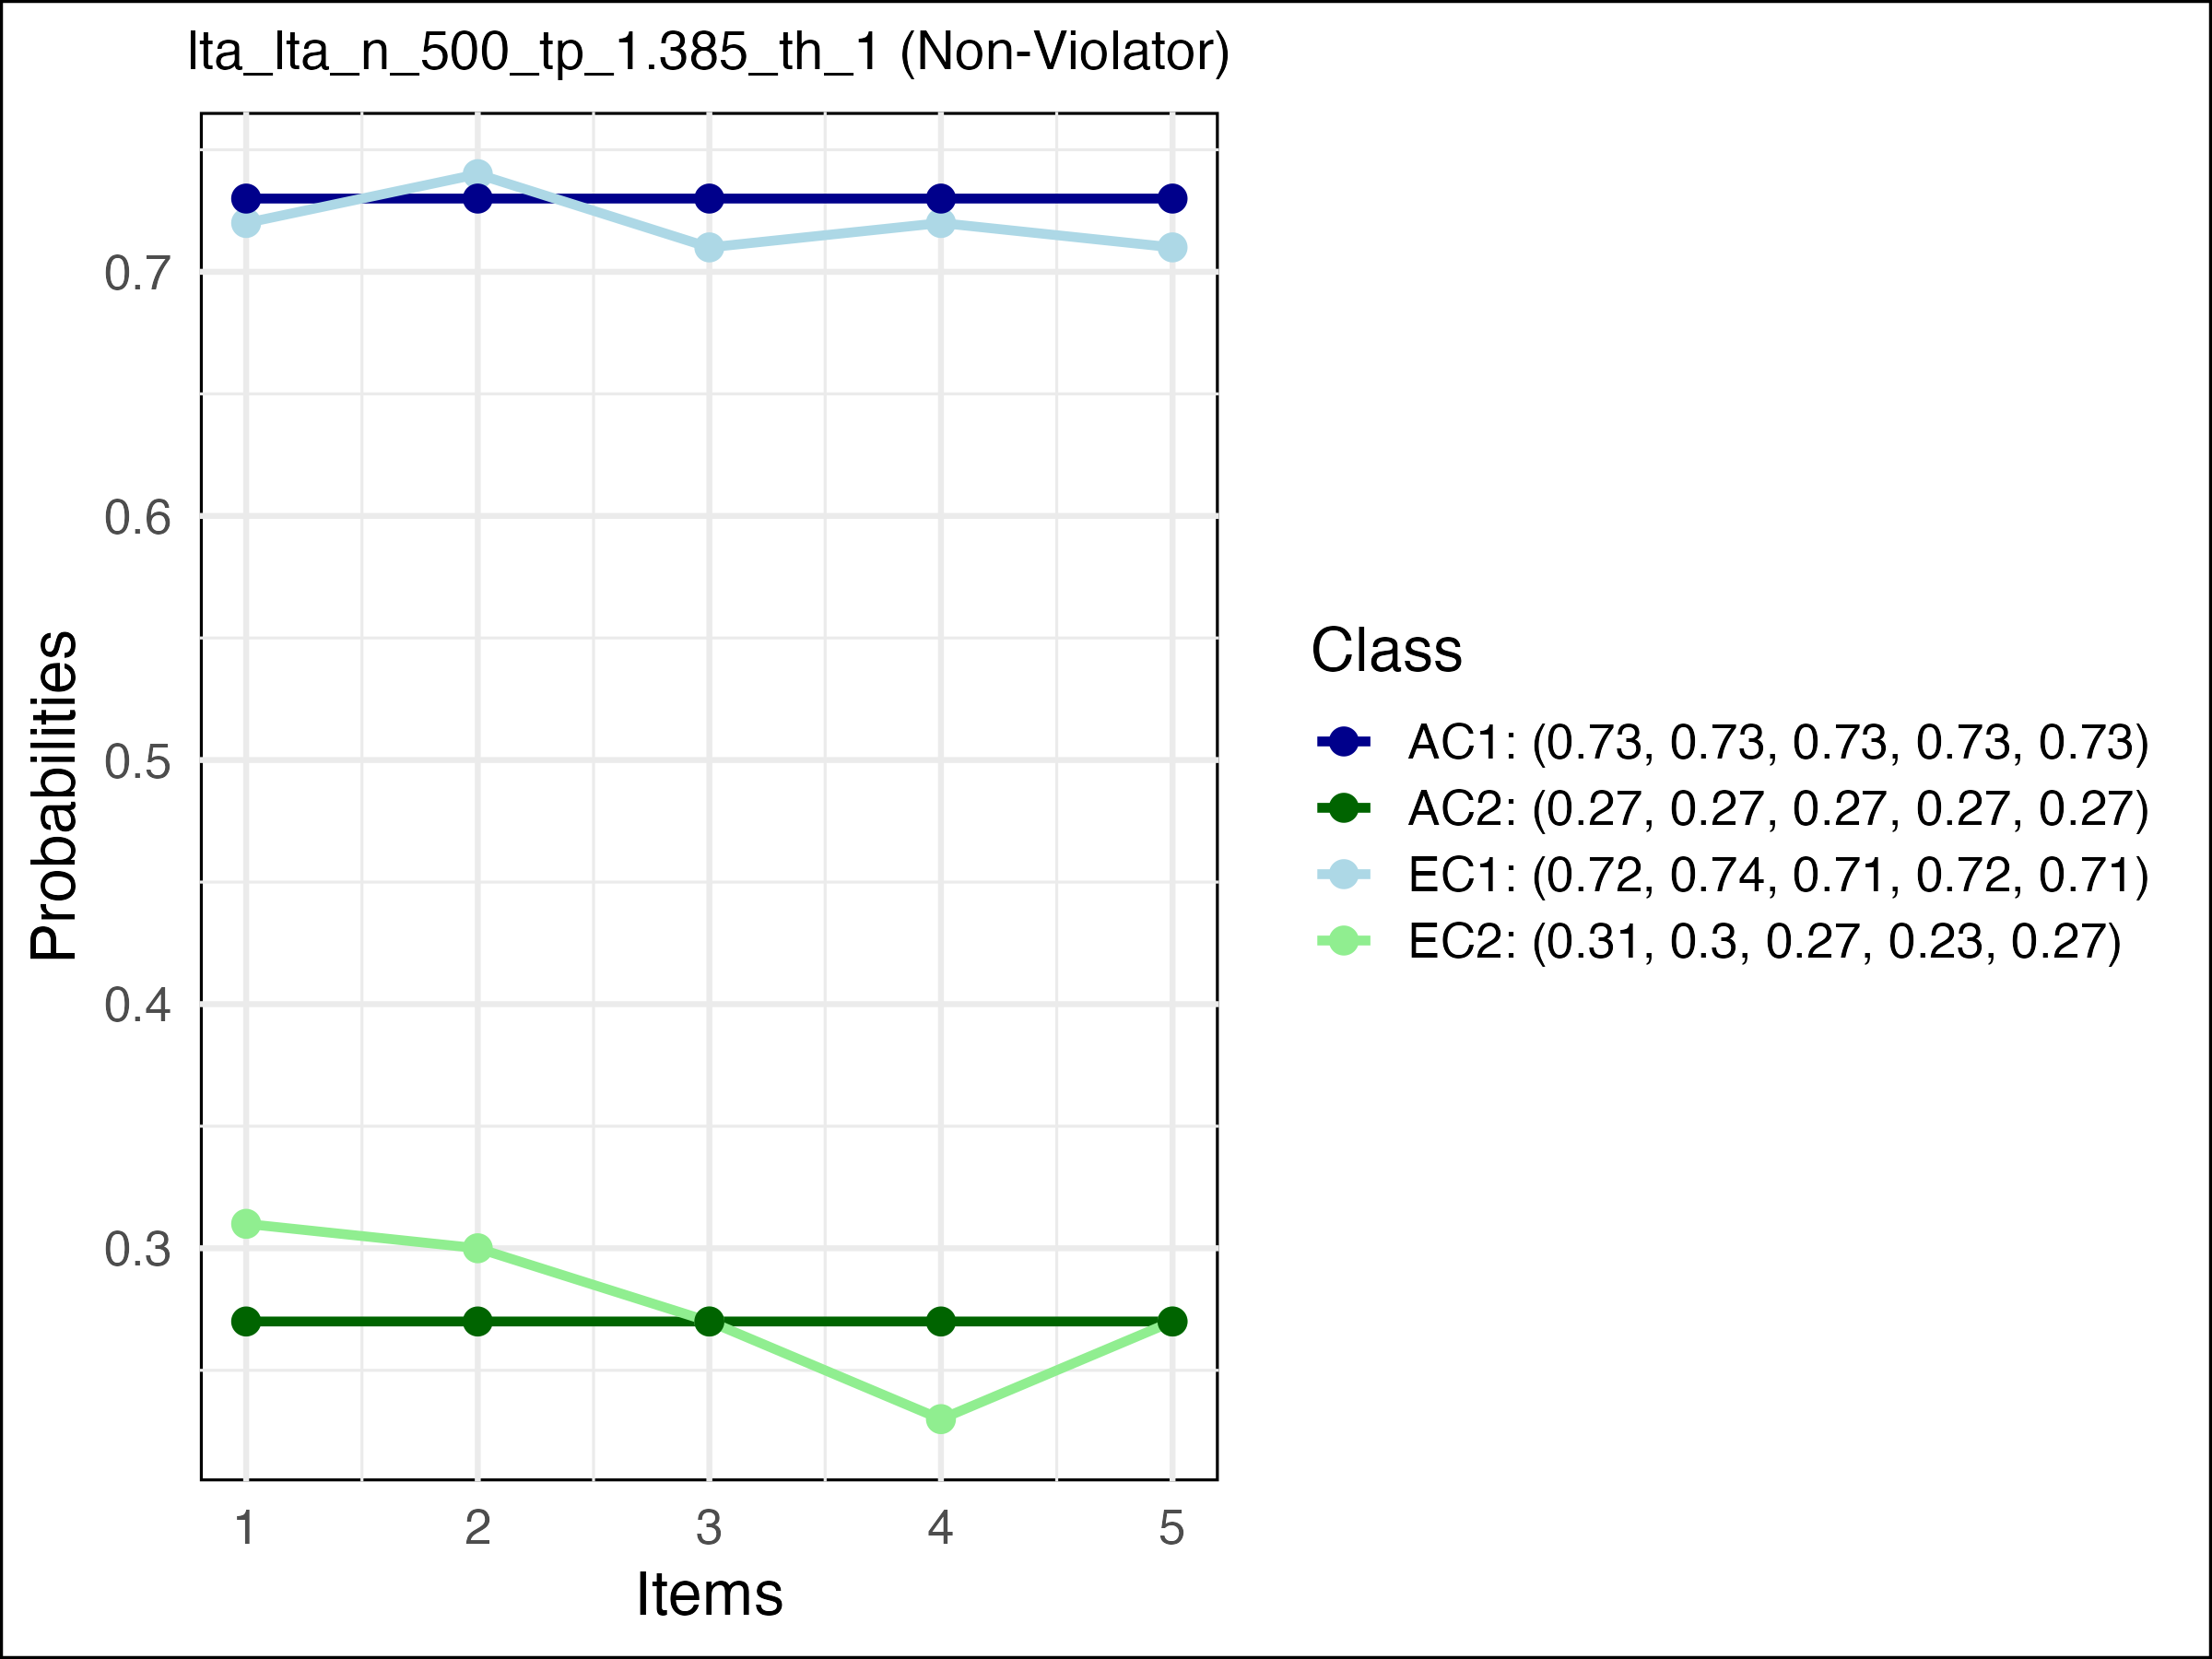 lta_lta_n_500_tp_1.385_th_1 (Non-Violator)
0.7
0.6
0.5
0.4
0.3
Probabilities
1 2 3 4 5
Items
Class
AC1: (0.73, 0.73, 0.73, 0.73, 0.73)
AC2: (0.27, 0.27, 0.27, 0.27, 0.27)
EC1: (0.72, 0.74, 0.71, 0.72, 0.71)
EC2: (0.31, 0.3, 0.27, 0.23, 0.27)